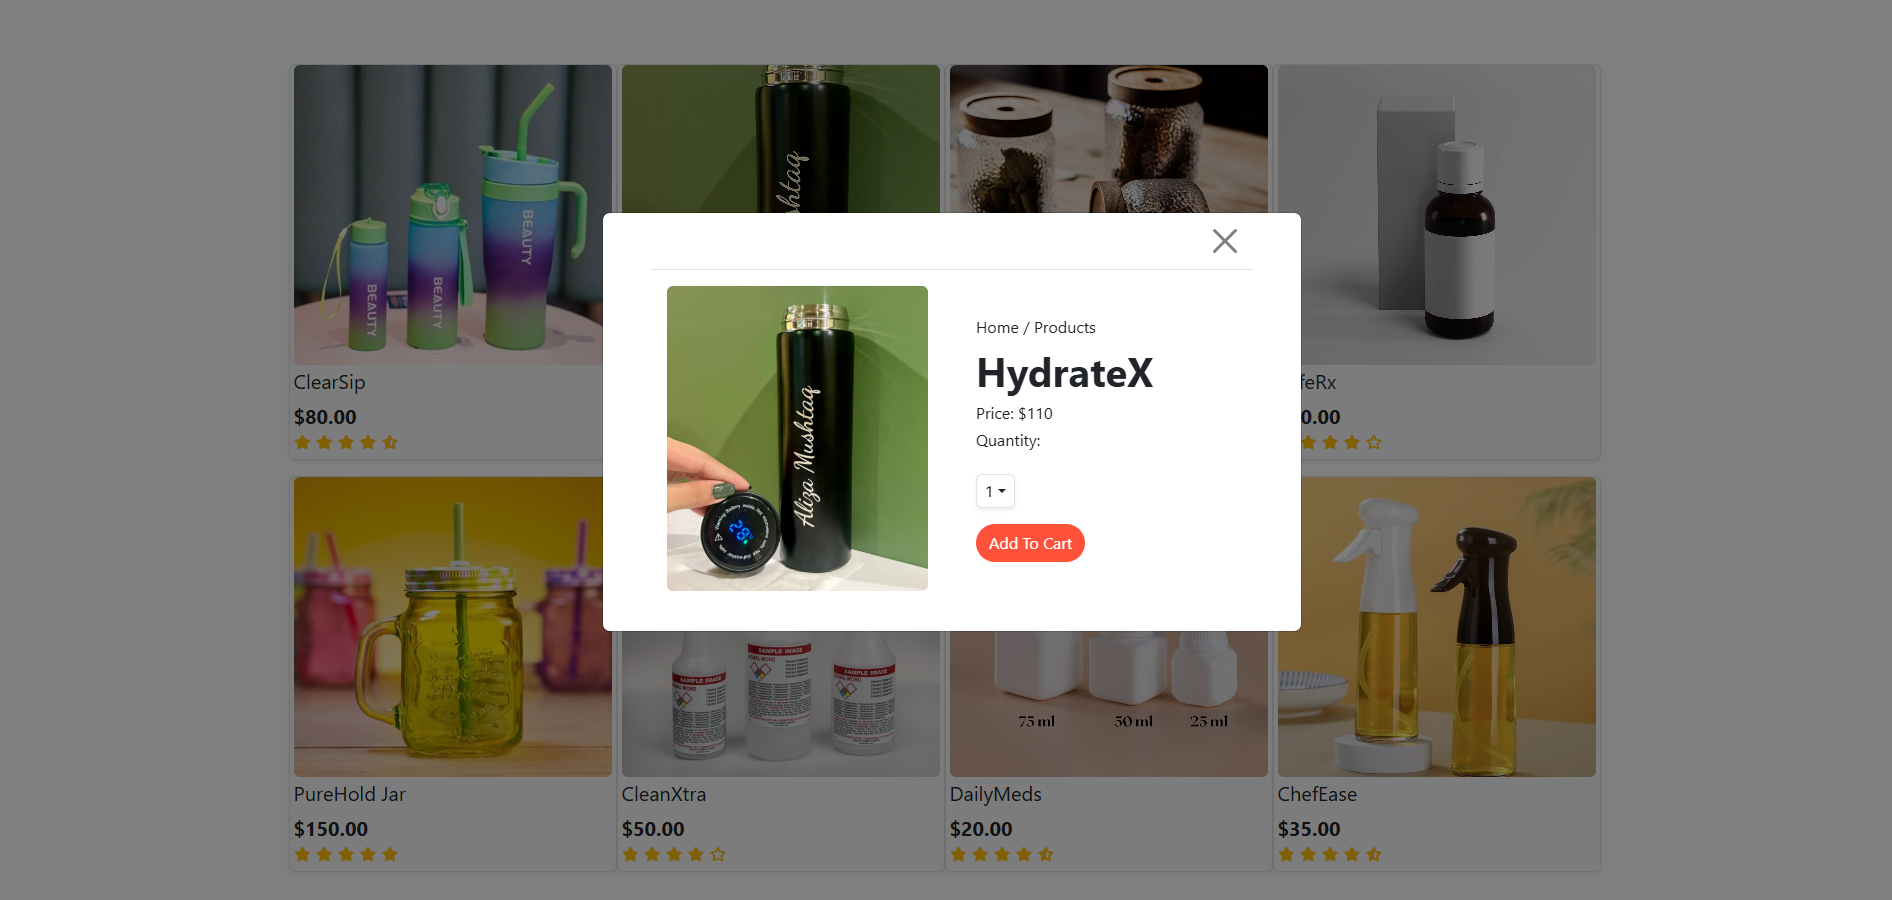 BEAUTY
BEAUTY
BEAUTY
ClearSip
$80.00
Home / Products
HydrateX
Price: $110
Quantity:
1
Add To Cart
Aliza Mushtaq
feRx
0.00
PureHold Jar
$150.00
SAMPLE IMAGE
SAMPLE IMAGE
SAMPLE IMAGE
CleanXtra
$50.00
75 ml
50 ml
25 ml
DailyMeds
$20.00
ChefEase
$35.00